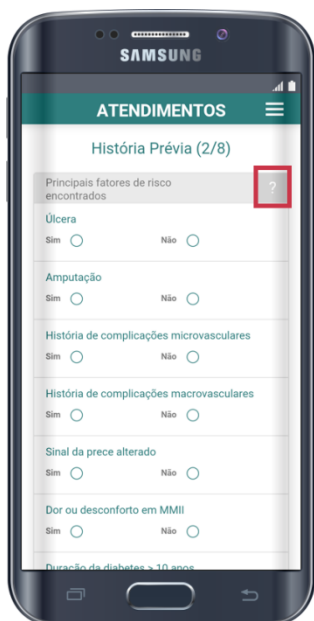 SAMSUNG
ATENDIMENTOS
História Prévia (2/8)
Principais fatores de risco
encontrados
?
Úlcera
Sim Não
Amputação
Sim Não
História de complicações microvasculares
Sim Não
História de complicações macrovasculares
Sim Não
Sinal da prece alterado
Sim Não
Dor ou desconforto em MMII
Sim Não
Duração da diabetes > 10 anos